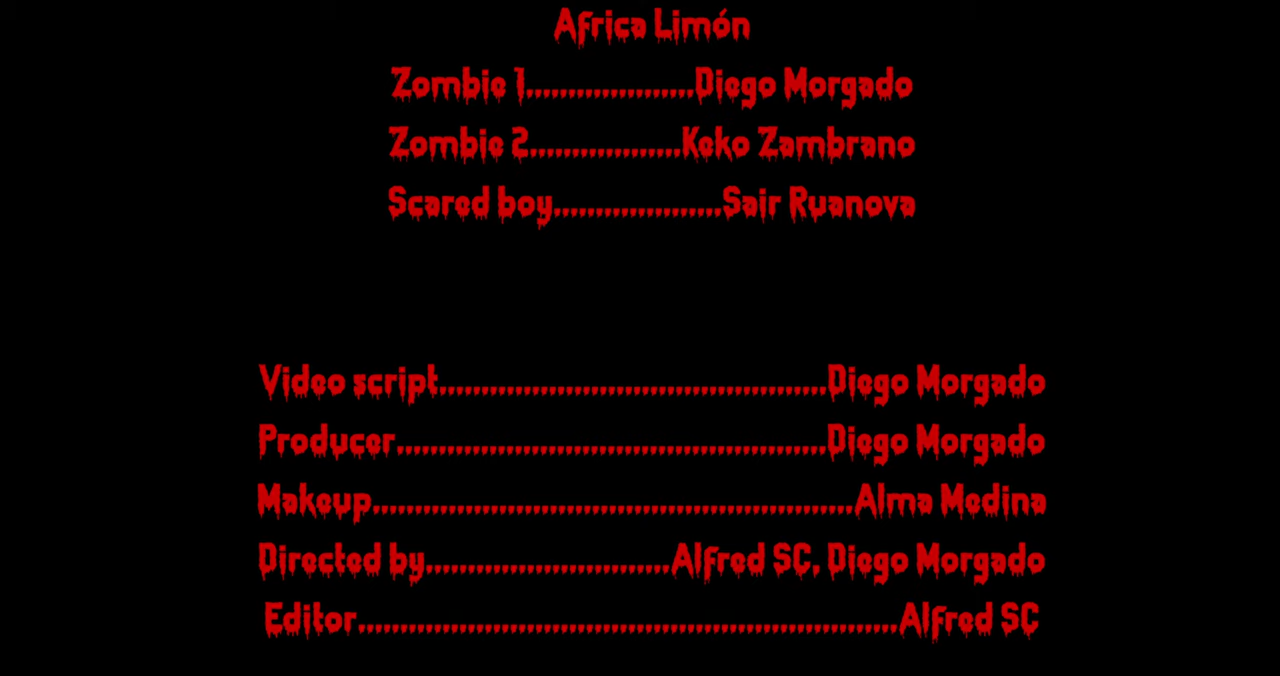 Africa Limón
Zombie 1....................Diego Morgado
Zombie 2..................Keko Zambrano
Scared boy....................Sair Ruanova
Video script..............................................Diego Morgado
Producer...................................................Diego Morgado
Makeup.........................................................Alma Medina
Directed by.............................Alfred SC, Diego Morgado
Editor................................................................Alfred SC